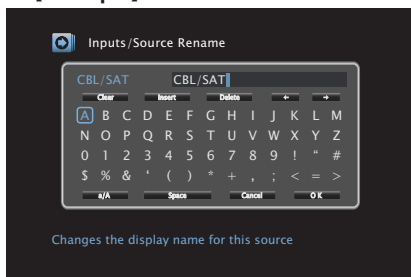 Inputs/Source Rename
CBL/SAT CBL/SAT
Clear Insert Delete ← →
A B C D E F G H I J K L M
N O P Q R S T U V W X Y Z
0 1 2 3 4 5 6 7 8 9 ! “ #
$ % & ‘ ( ) * + , ; < = >
a/A Space Cancel OK
Changes the display name for this source